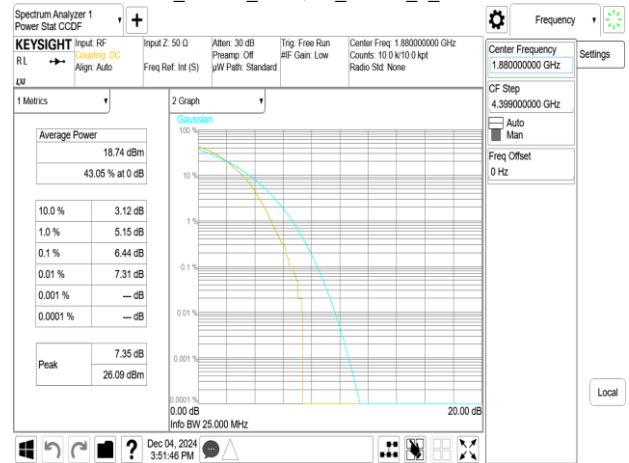 Spectrum Analyzer 1
Power Stat CCDF
+
Frequency
KEYSIGHT
RL
LXI
Input: RF
Coupling: DC
Align: Auto
Input Z: 50 Ω
Freq Ref: Int (S)
Atten: 30 dB
Preamp: Off
µW Path: Standard
Trig: Free Run
#IF Gain: Low
Center Freq: 1.880000000 GHz
Counts: 10.0 k/10.0 kpt
Radio Std: None
Center Frequency
1.880000000 GHz
Settings
CF Step
4.399000000 GHz
Auto
Man
Freq Offset
0 Hz
Local
1 Metrics
Average Power
18.74 dBm
43.05 % at 0 dB
10.0 % 3.12 dB
1.0 % 5.15 dB
0.1 % 6.44 dB
0.01 % 7.31 dB
0.001 % --- dB
0.0001 % --- dB
Peak
7.35 dB
26.09 dBm
2 Graph
Gaussian
100 %
10 %
1 %
0.1 %
0.01 %
0.001 %
0.0001 %
0.00 dB 20.00 dB
Info BW 25.000 MHz
?
Dec 04, 2024
3:51:46 PM